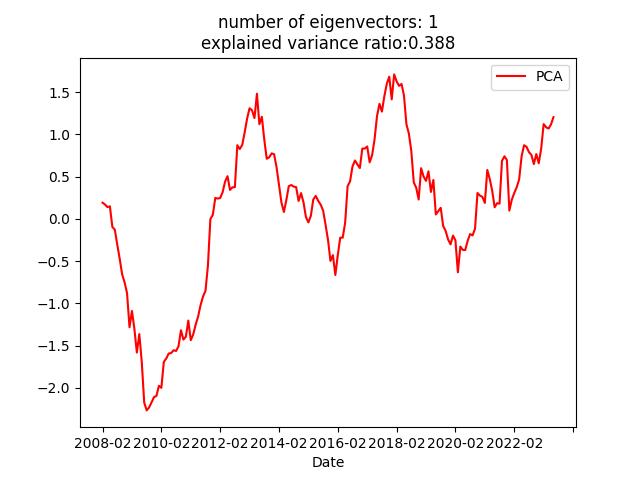 number of eigenvectors: 1
explained variance ratio:0.388
PCA
1.5
1.0
0.5
0.0
−0.5
−1.0
−1.5
−2.0
2008-02 2010-02 2012-02 2014-02 2016-02 2018-02 2020-02 2022-02
Date